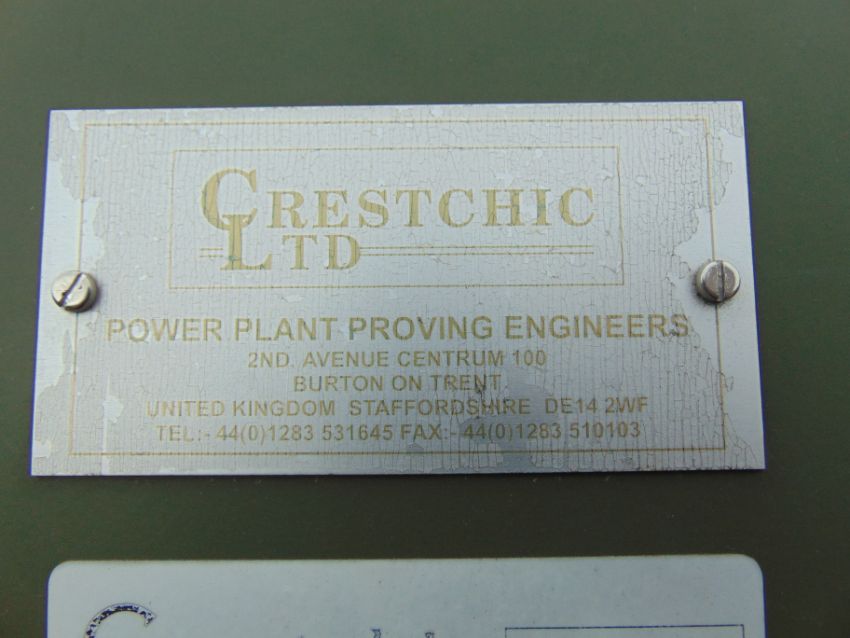 CRESTCHIC
LTD
POWER PLANT PROVING ENGINEERS
2ND. AVENUE CENTRUM 100
BURTON ON TRENT
UNITED KINGDOM STAFFORDSHIRE DE14 2WF
TEL:- 44(0)1283 531645 FAX:- 44(0)1283 510103